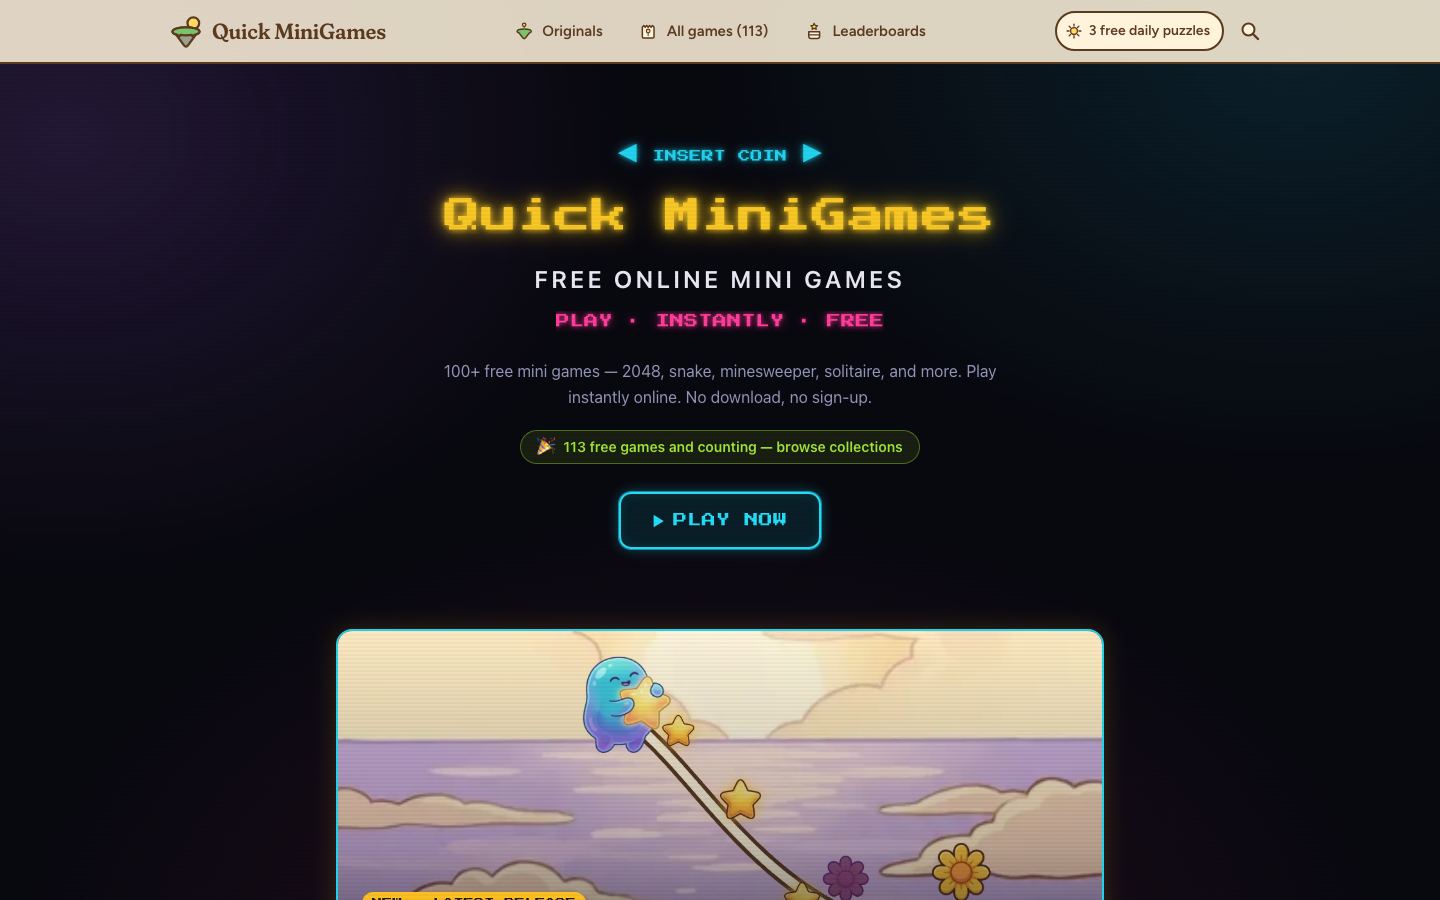 Quick MiniGames
Originals
All games (113)
Leaderboards
3 free daily puzzles
INSERT COIN
Quick MiniGames
FREE ONLINE MINI GAMES
PLAY · INSTANTLY · FREE
100+ free mini games — 2048, snake, minesweeper, solitaire, and more. Play
instantly online. No download, no sign-up.
113 free games and counting — browse collections
PLAY NOW